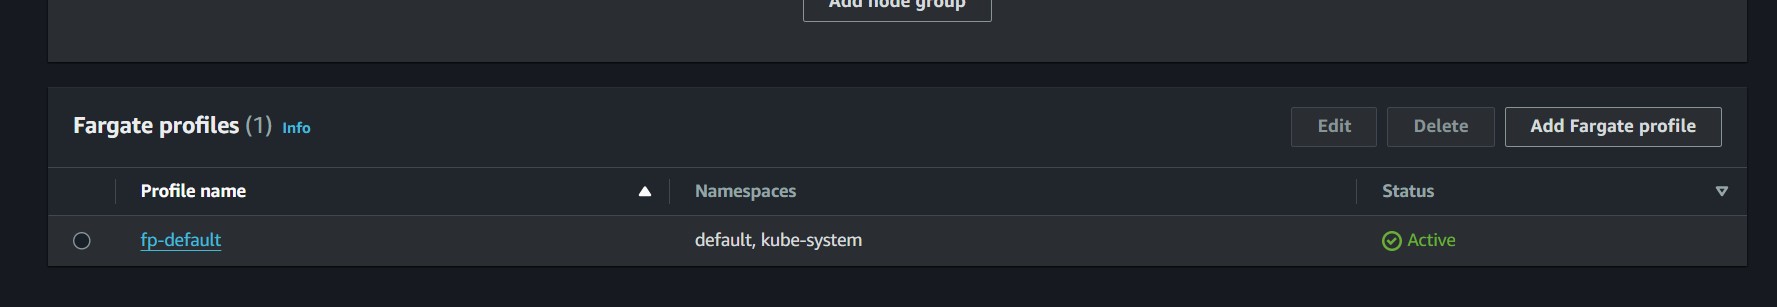 Add node group
Fargate profiles (1) Info
Edit
Delete
Add Fargate profile
Profile name
Namespaces
Status
fp-default
default, kube-system
Active